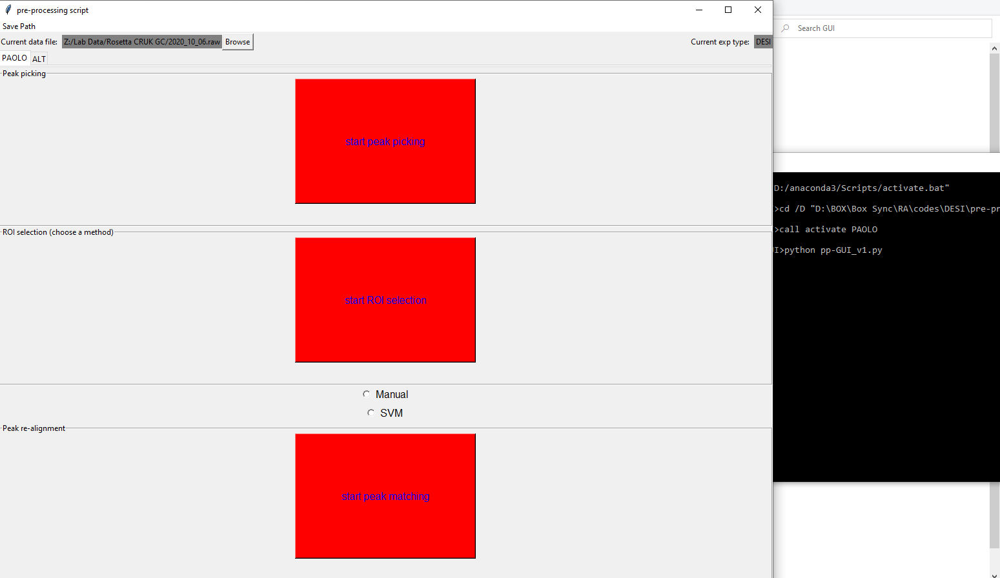 pre-processing script
Save Path
Current data file: Z:/Lab Data/Rosetta CRUK GC/2020_10_06.raw Browse
Current exp type: DESI
PAOLO ALT
Peak picking
start peak picking
ROI selection (choose a method)
start ROI selection
Manual
SVM
Peak re-alignment
start peak matching
Search GUI
D:/anaconda3/Scripts/activate.bat"
>cd /D "D:\BOX\Box Sync\RA\codes\DESI\pre-pr
>call activate PAOLO
I>python pp-GUI_v1.py